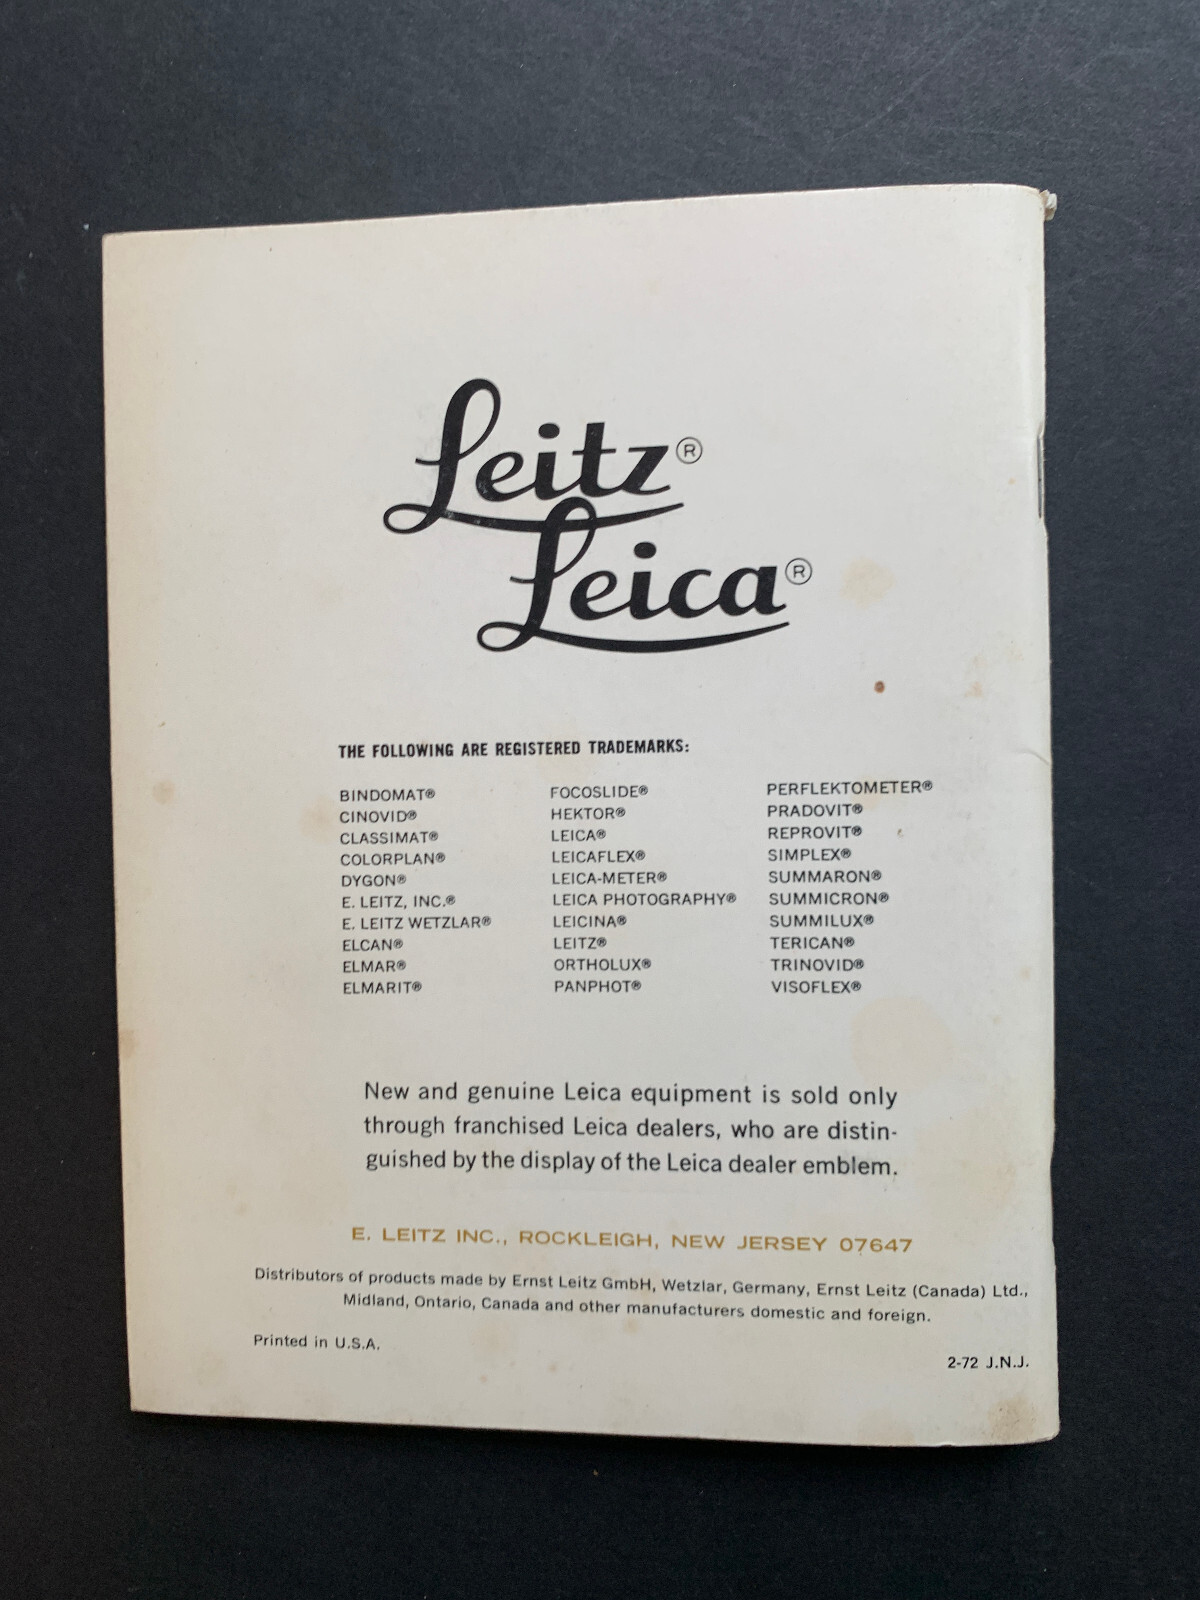 Leitz®
Leica®
THE FOLLOWING ARE REGISTERED TRADEMARKS:
BINDOMAT®
CINOVID®
CLASSIMAT®
COLORPLAN®
DYGON®
E. LEITZ, INC.®
E. LEITZ WETZLAR®
ELCAN®
ELMAR®
ELMARIT®
FOCOSLIDE®
HEKTOR®
LEICA®
LEICAFLEX®
LEICA-METER®
LEICA PHOTOGRAPHY®
LEICINA®
LEITZ®
ORTHOLUX®
PANPHOT®
PERFLEKTOMETER®
PRADOVIT®
REPROVIT®
SIMPLEX®
SUMMARON®
SUMMICRON®
SUMMILUX®
TERICAN®
TRINOVID®
VISOFLEX®
New and genuine Leica equipment is sold only
through franchised Leica dealers, who are distin-
guished by the display of the Leica dealer emblem.
E. LEITZ INC., ROCKLEIGH, NEW JERSEY 07647
Distributors of products made by Ernst Leitz GmbH, Wetzlar, Germany, Ernst Leitz (Canada) Ltd.,
Midland, Ontario, Canada and other manufacturers domestic and foreign.
Printed in U.S.A.
2-72 J.N.J.